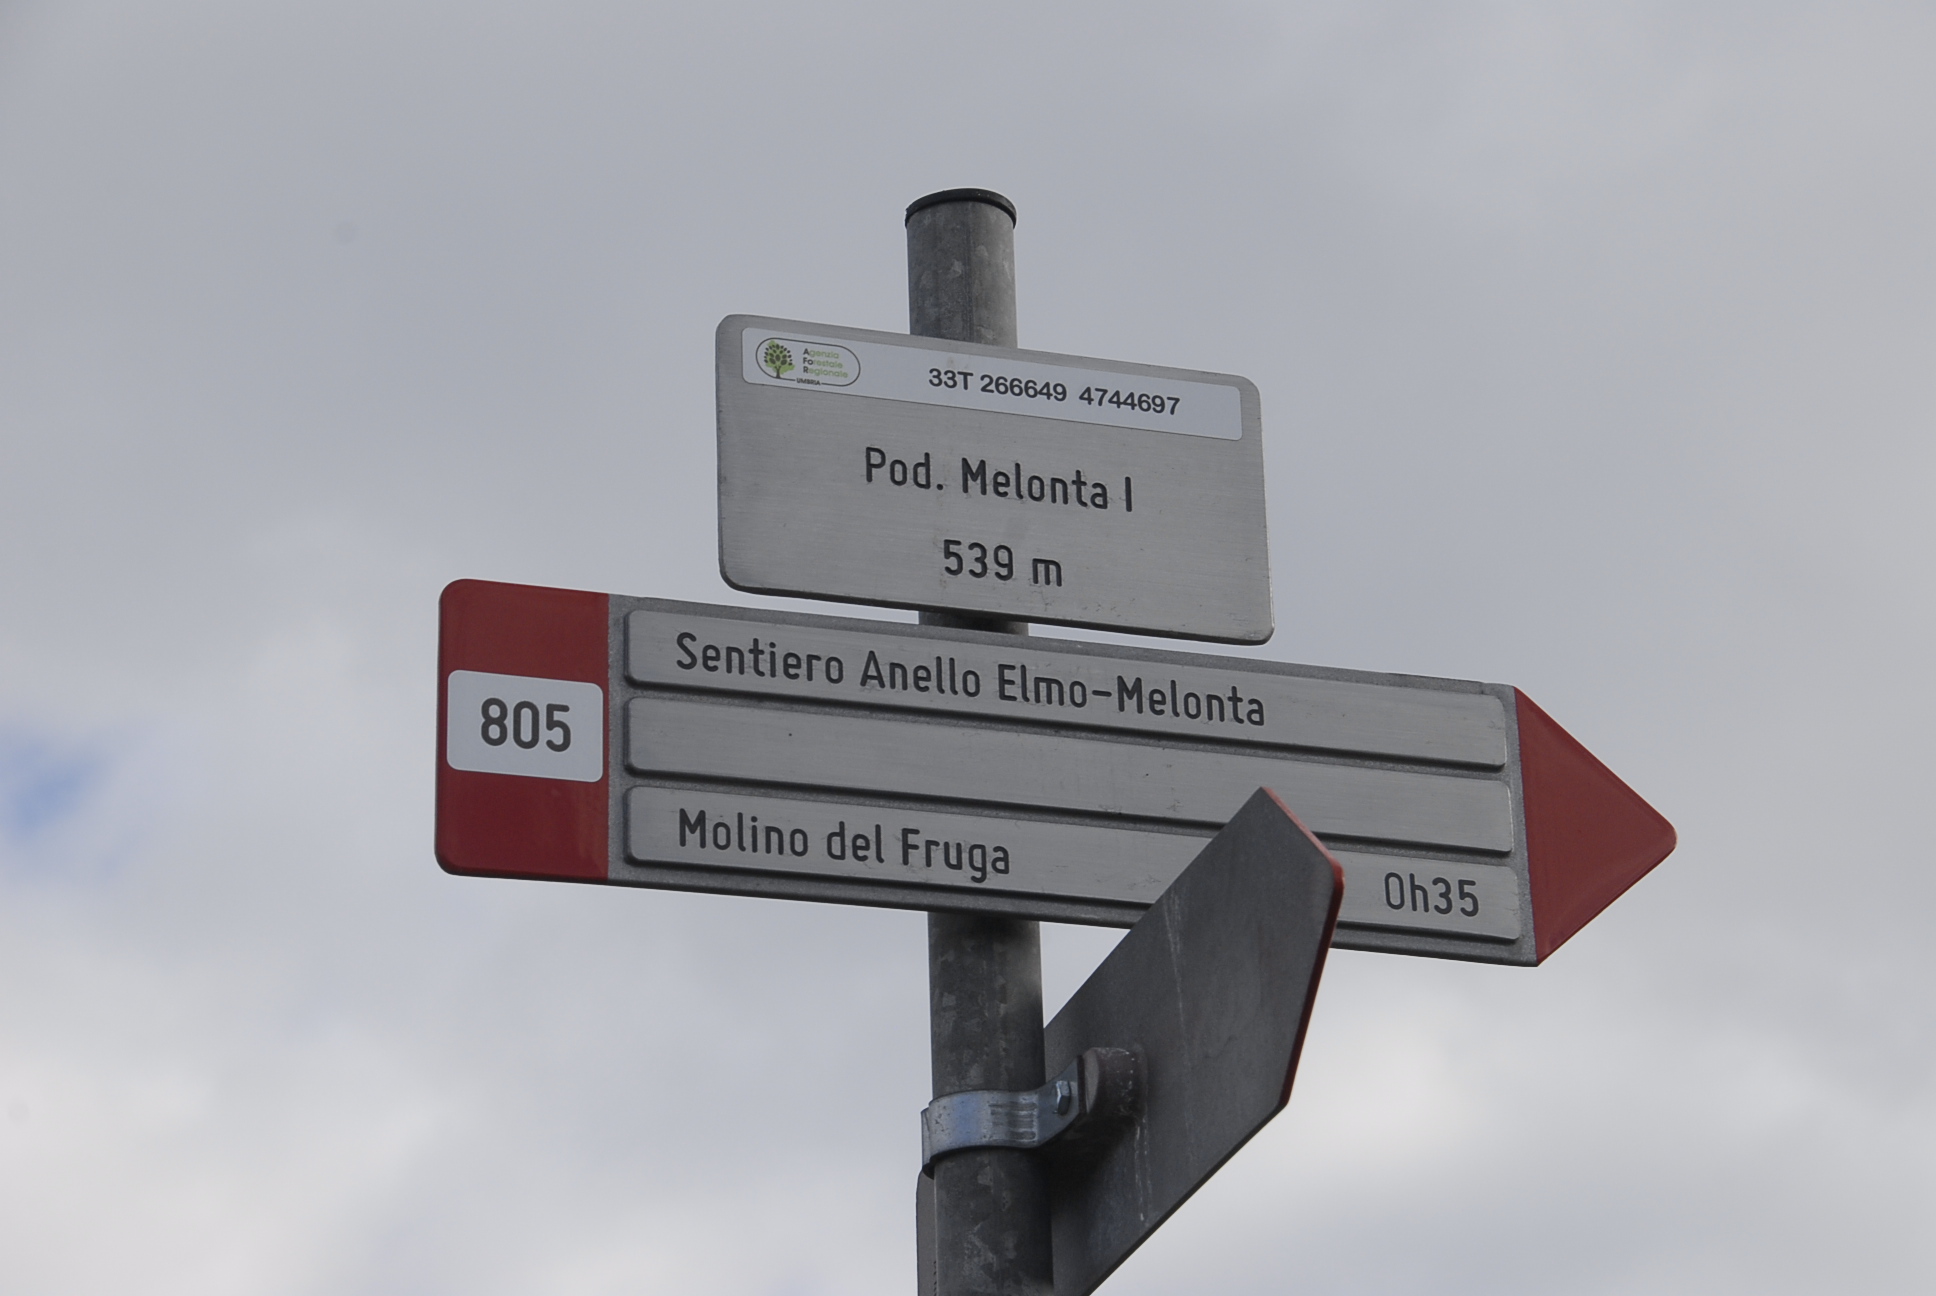 Agenzia
Forestale
Regionale
UMBRIA
33T 266649 4744697
Pod. Melonta I
539 m
805
Sentiero Anello Elmo-Melonta
Molino del Fruga 0h35